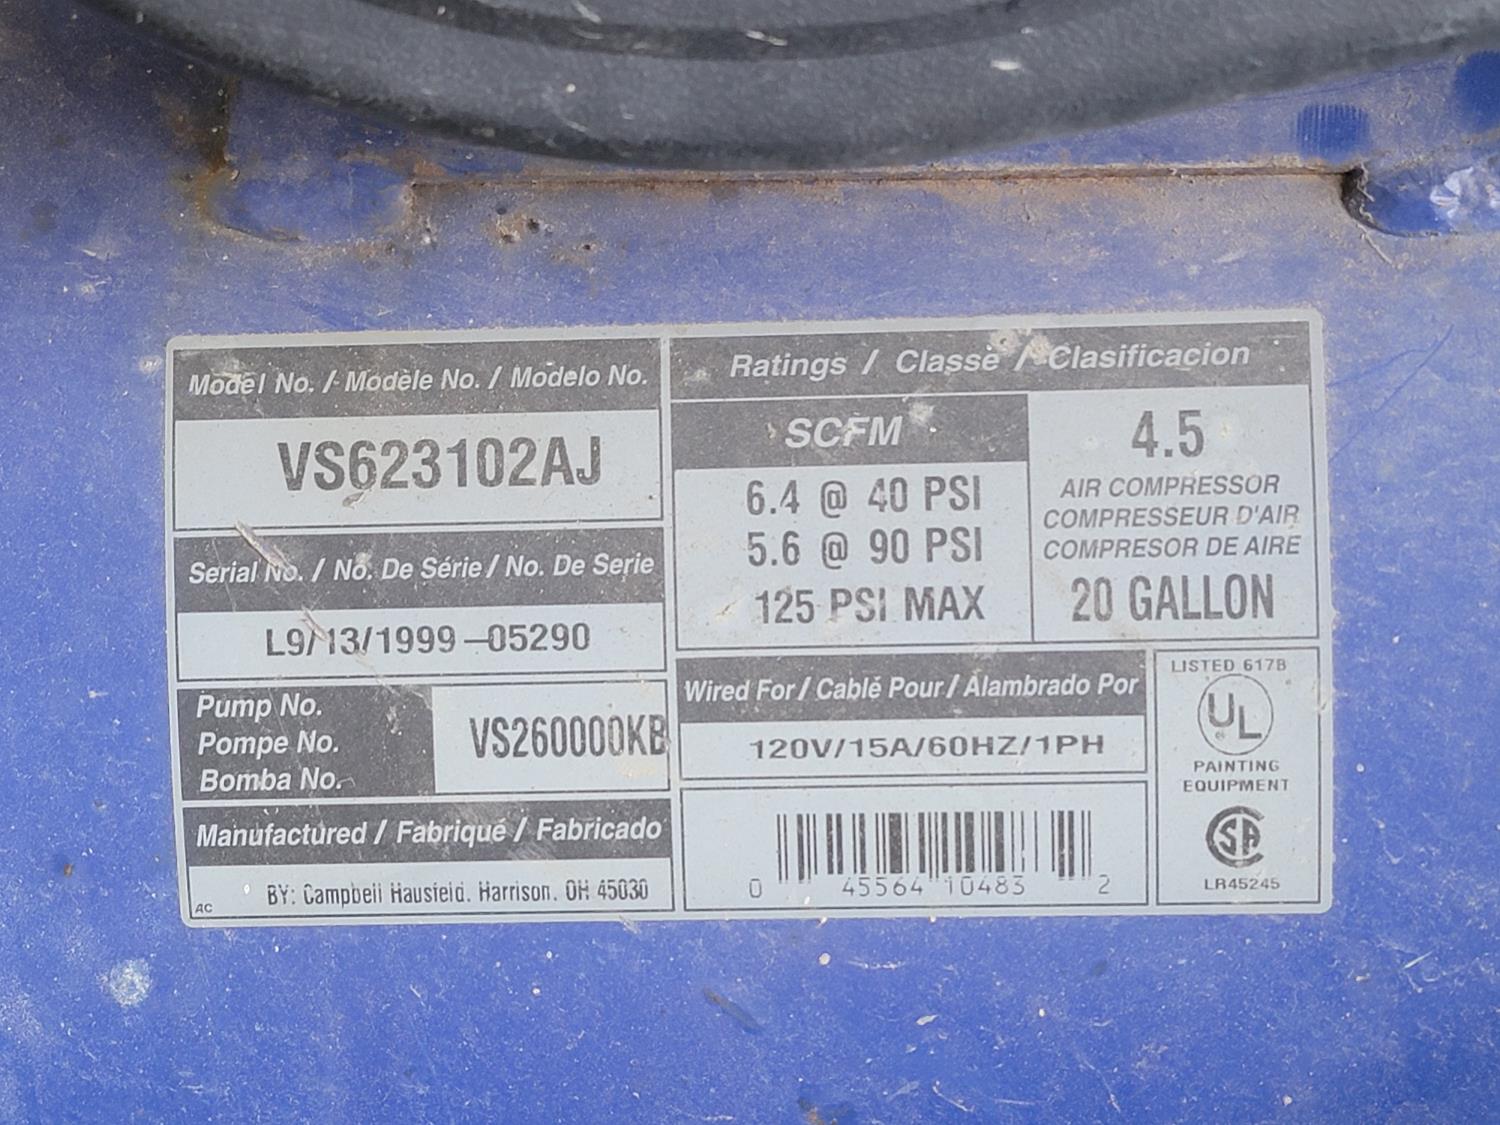 Model No. / Modèle No. / Modelo No.
VS623102AJ
Serial No. / No. De Série / No. De Serie
L9/13/1999-05290
Pump No.
Pompe No.
Bomba No.
VS260000KB
Manufactured / Fabriqué / Fabricado
BY: Campbell Hausfeld. Harrison. OH 45030
AC
Ratings / Classe / Clasificacion
SCFM
6.4 @ 40 PSI
5.6 @ 90 PSI
125 PSI MAX
4.5
AIR COMPRESSOR
COMPRESSEUR D'AIR
COMPRESOR DE AIRE
20 GALLON
Wired For / Cablé Pour / Alambrado Por
120V/15A/60HZ/1PH
0 45564 10483 2
LISTED 617B
UL
®
PAINTING
EQUIPMENT
SA
LR45245